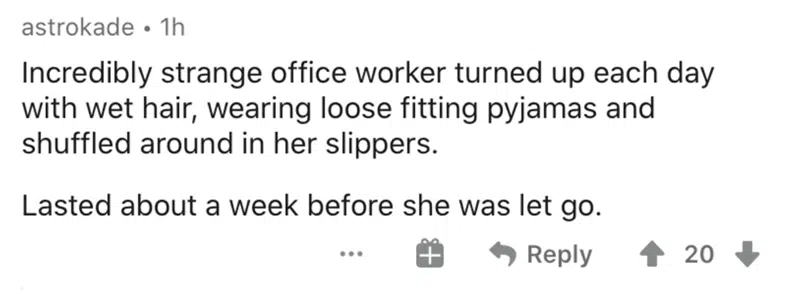 astrokade • 1h
Incredibly strange office worker turned up each day
with wet hair, wearing loose fitting pyjamas and
shuffled around in her slippers.
Lasted about a week before she was let go.
... Reply 20